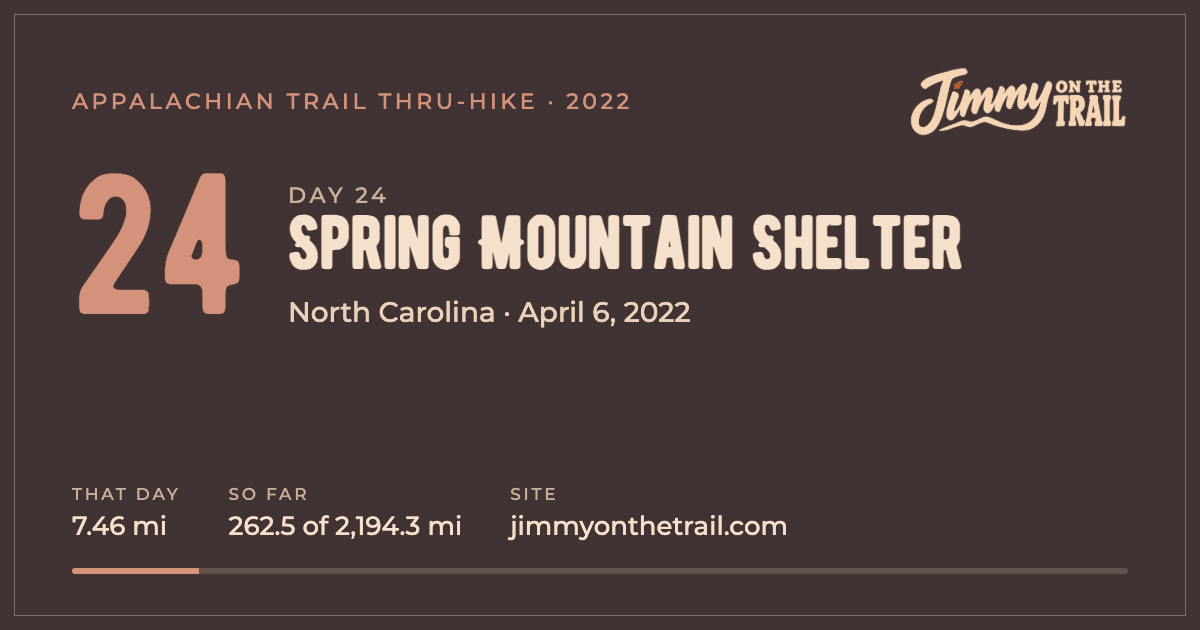 APPALACHIAN TRAIL THRU-HIKE · 2022
Jimmy ON THE TRAIL
24
DAY 24
SPRING MOUNTAIN SHELTER
North Carolina · April 6, 2022
THAT DAY
7.46 mi
SO FAR
262.5 of 2,194.3 mi
SITE
jimmyonthetrail.com